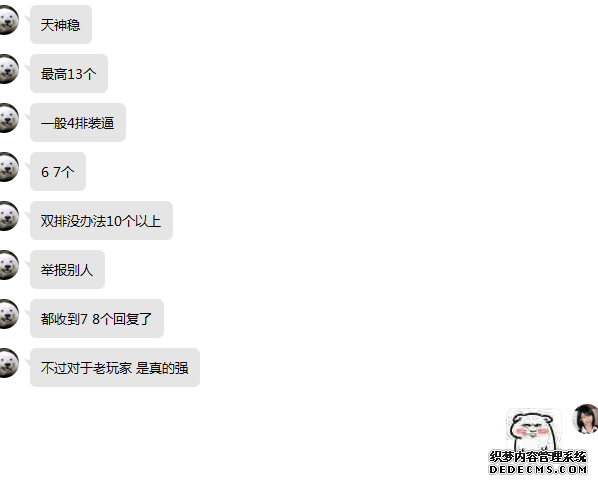 天神稳
最高13个
一般4排装逼
6 7个
双排没办法10个以上
举报别人
都收到7 8个回复了
不过对于老玩家 是真的强
织梦内容管理系统
DEDECMS.COM